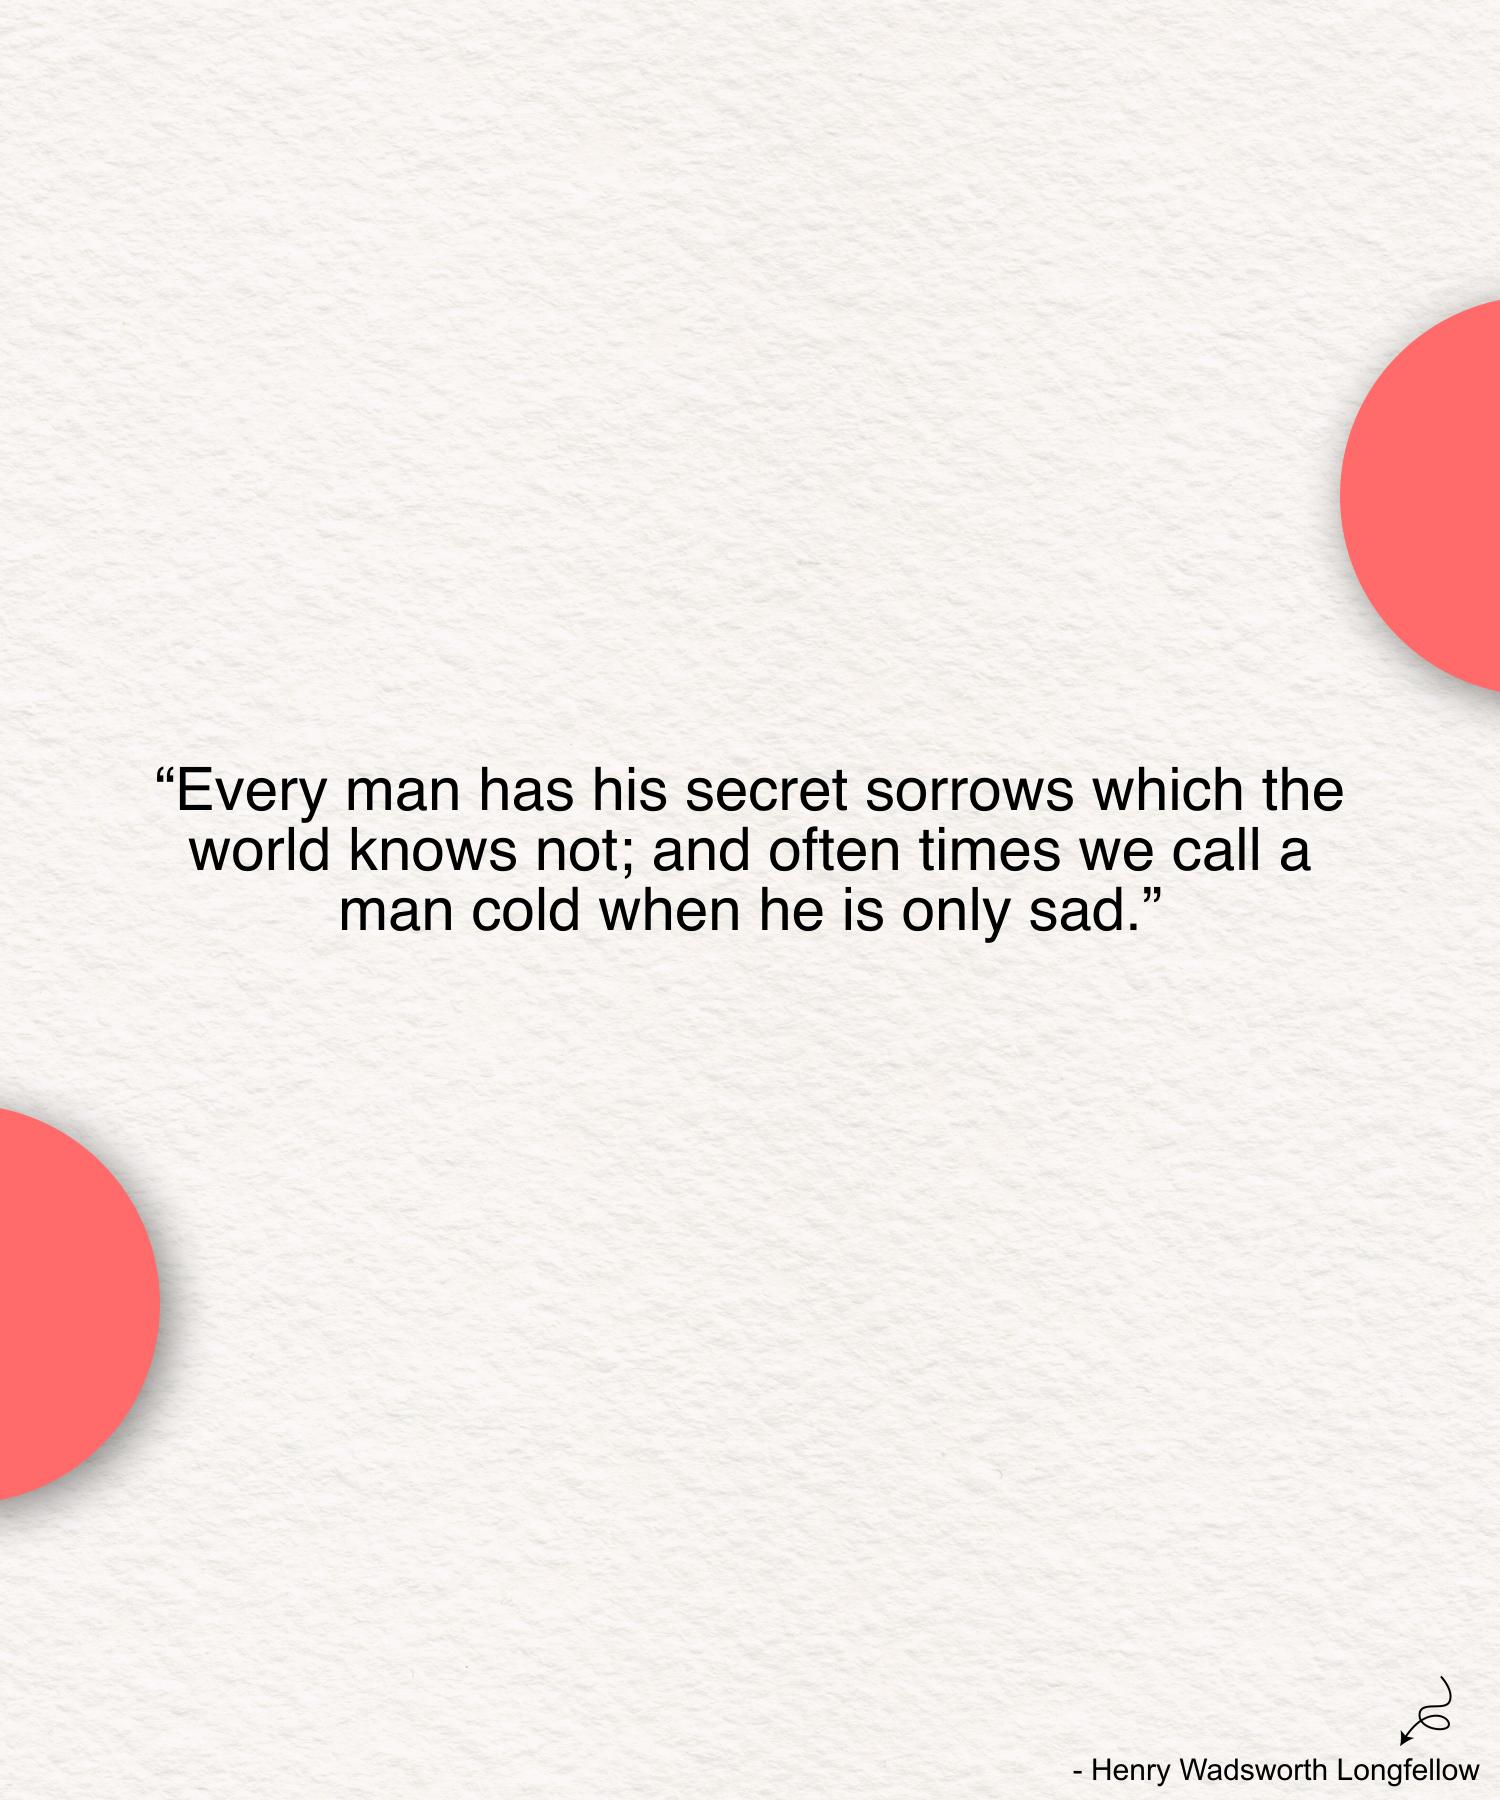 “Every man has his secret sorrows which the
world knows not; and often times we call a
man cold when he is only sad.”
- Henry Wadsworth Longfellow